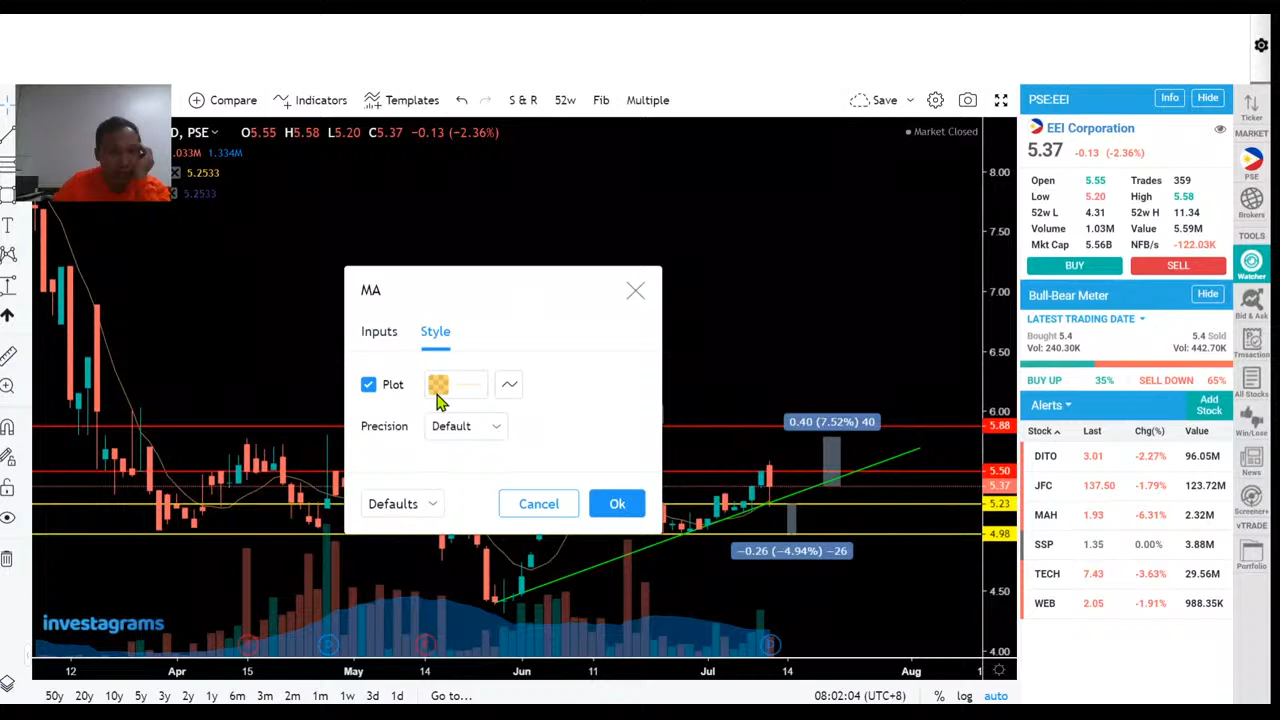 Compare Indicators Templates S & R 52w Fib Multiple Save
D, PSE O5.55 H5.58 L5.20 C5.37 −0.13 (−2.36%) Market Closed
.033M 1.334M
5.2533
5.2533
MA
Inputs Style
Plot
Precision Default
Defaults Cancel Ok
0.40 (7.52%) 40
−0.26 (−4.94%) −26
8.00
7.50
7.00
6.50
6.00
5.88
5.50
5.37
5.23
4.98
4.50
4.00
investagrams
12 Apr 15 May 14 Jun 11 Jul 14 Aug
50y 20y 10y 5y 3y 2y 1y 6m 3m 2m 1m 1w 3d 1d Go to... 08:02:04 (UTC+8) % log auto
PSE:EEI Info Hide
EEI Corporation
5.37 -0.13 (-2.36%)
Open 5.55 Trades 359
Low 5.20 High 5.58
52w L 4.31 52w H 11.34
Volume 1.03M Value 5.59M
Mkt Cap 5.56B NFB/s -122.03K
BUY SELL
Bull-Bear Meter Hide
LATEST TRADING DATE
Bought 5.4 5.4 Sold
Vol: 240.30K Vol: 442.70K
BUY UP 35% SELL DOWN 65%
Alerts Add Stock
Stock Last Chg(%) Value
DITO 3.01 -2.27% 96.05M
JFC 137.50 -1.79% 123.72M
MAH 1.93 -6.31% 2.32M
SSP 1.35 0.00% 3.88M
TECH 7.43 -3.63% 29.56M
WEB 2.05 -1.91% 988.35K
Ticker
MARKET
PSE
Brokers
TOOLS
Watcher
Bid & Ask
Trnsaction
All Stocks
Win/Lose
News
Screener+
vTRADE
Portfolio